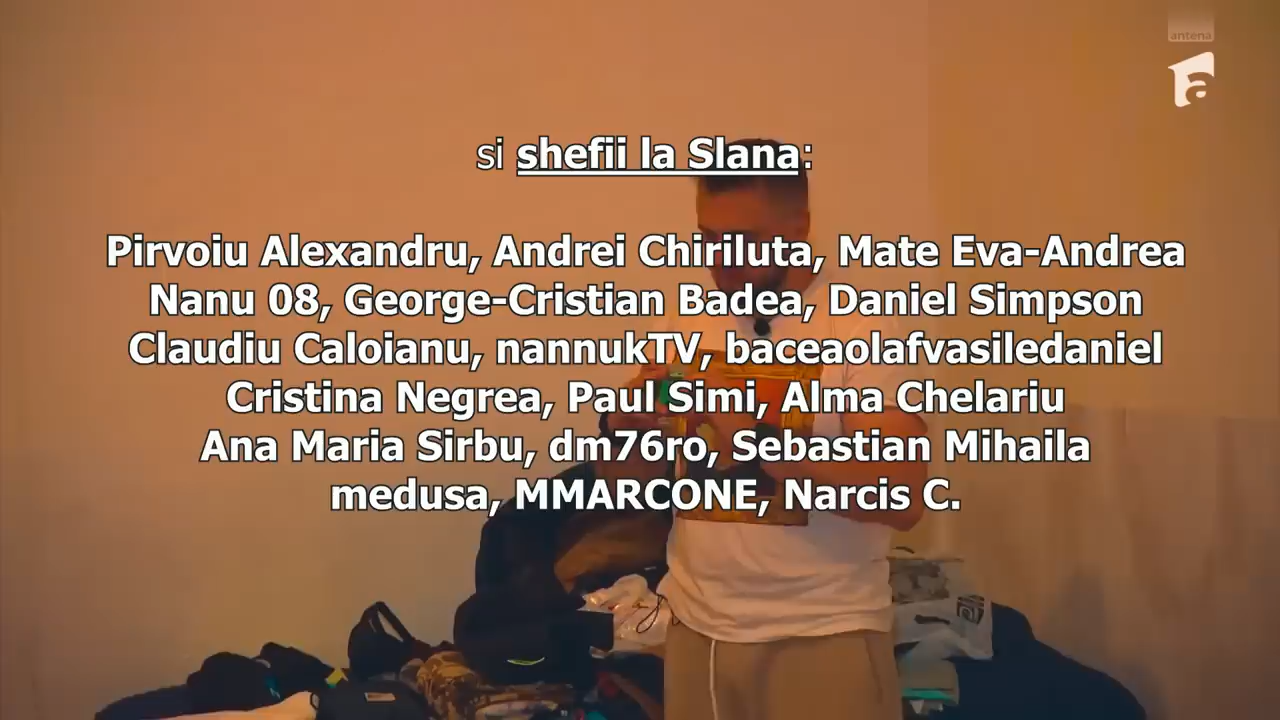 antena
a
si shefii la Slana:
Pirvoiu Alexandru, Andrei Chiriluta, Mate Eva-Andrea
Nanu 08, George-Cristian Badea, Daniel Simpson
Claudiu Caloianu, nannukTV, baceaolafvasiledaniel
Cristina Negrea, Paul Simi, Alma Chelariu
Ana Maria Sirbu, dm76ro, Sebastian Mihaila
medusa, MMARCONE, Narcis C.